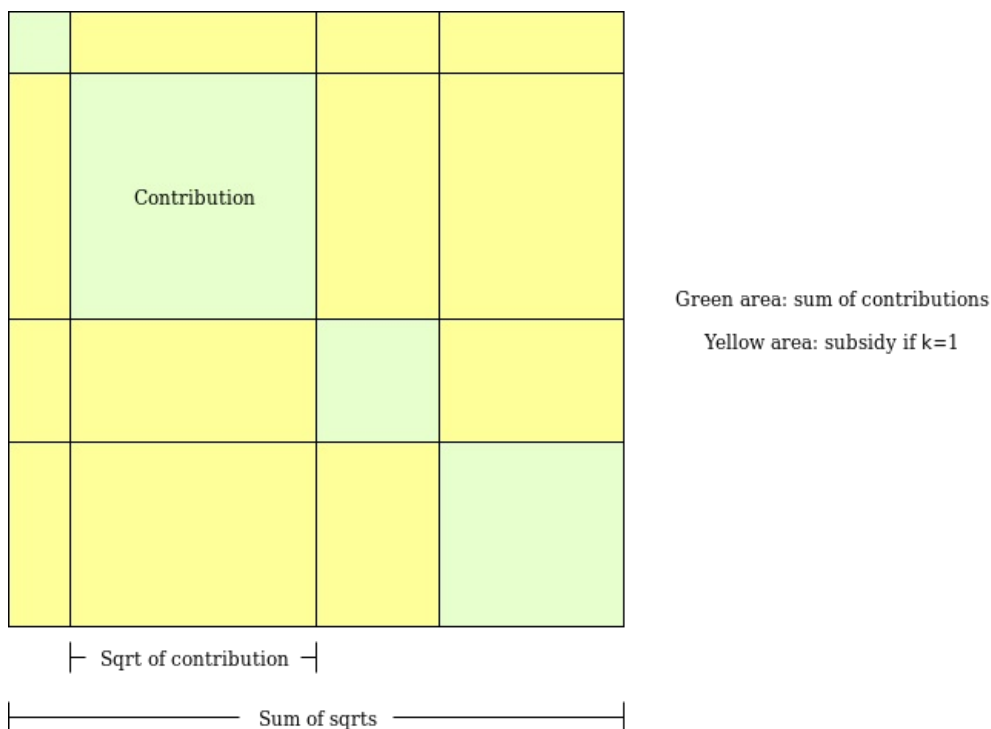 Contribution
Green area: sum of contributions
Yellow area: subsidy if k=1
Sqrt of contribution
Sum of sqrts